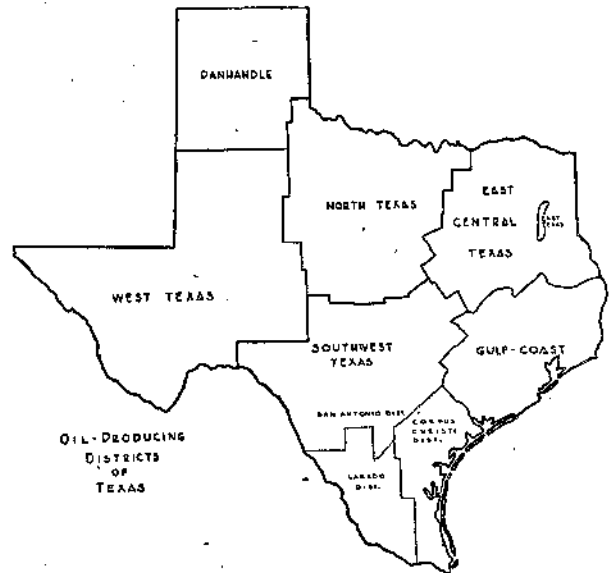 PANHANDLE
NORTH TEXAS
EAST
CENTRAL
TEXAS
EAST
TEXAS
WEST TEXAS
SOUTHWEST
TEXAS
GULF-COAST
SAN ANTONIO DIST.
CORPUS
CHRISTI
DIST.
LAREDO
DIST.
OIL-PRODUCING
DISTRICTS
OF
TEXAS